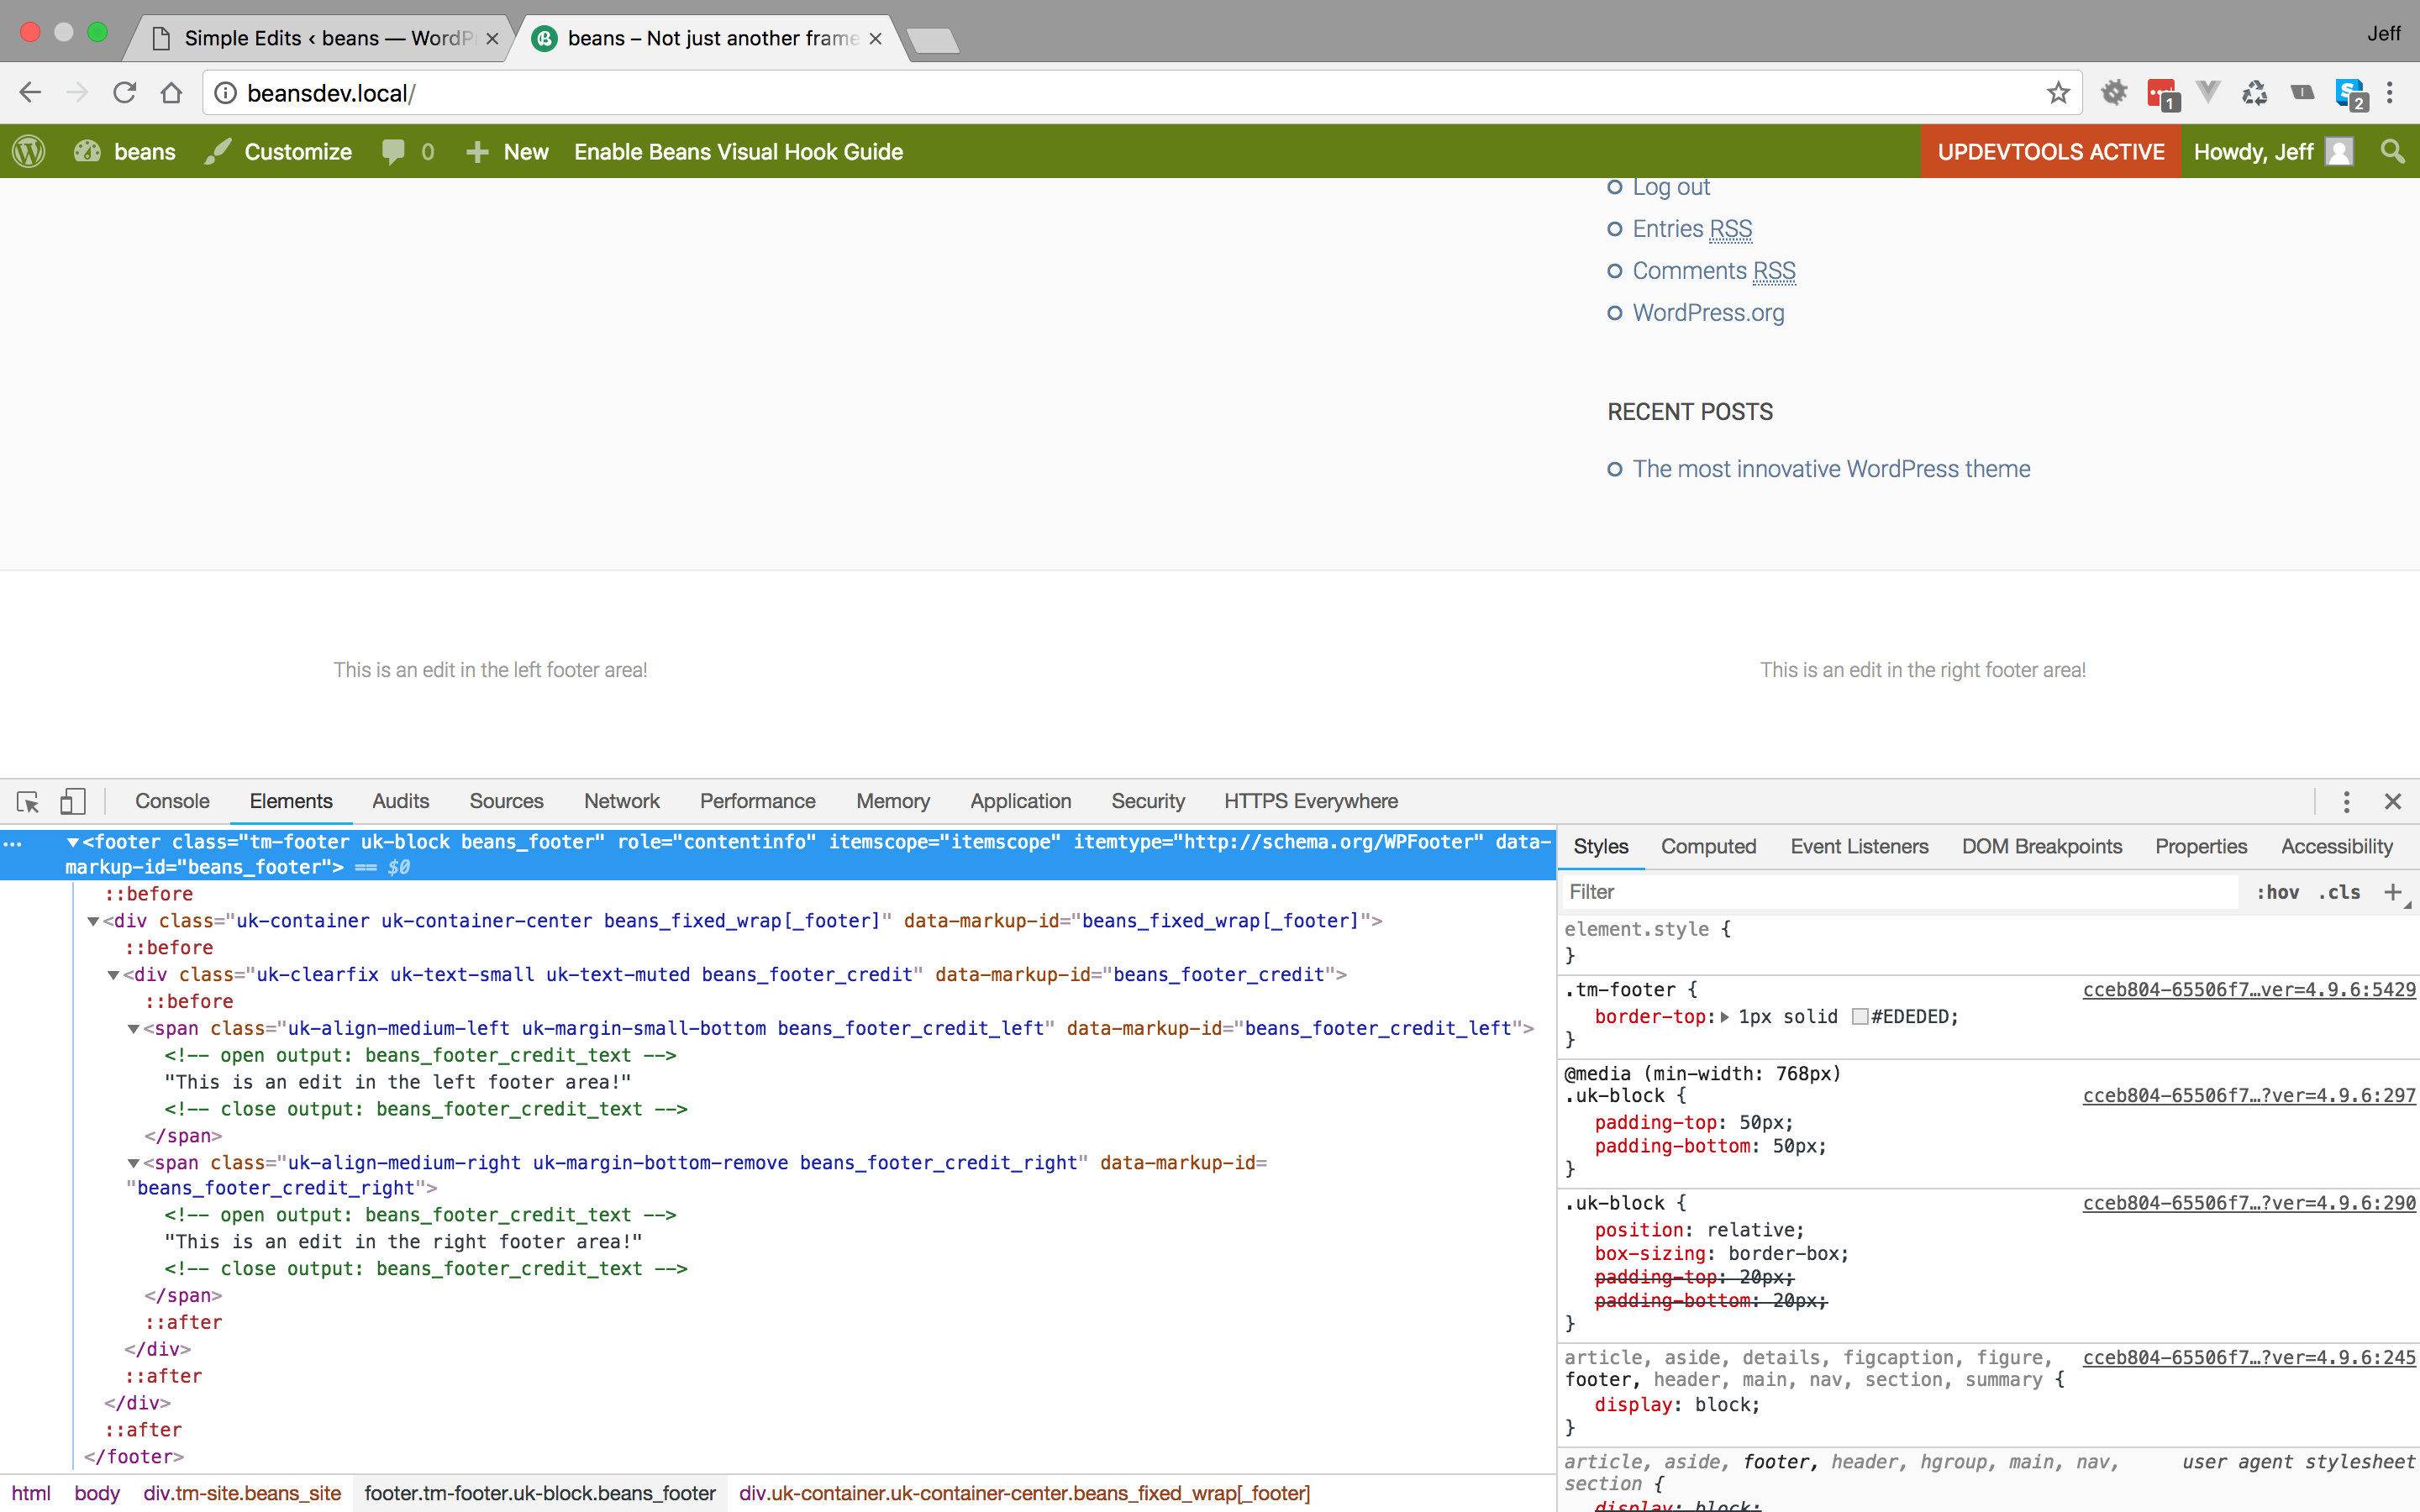 Jeff
Simple Edits ‹ beans — WordP
beans – Not just another frame
beansdev.local/
1
2
beans
Customize
0
New
Enable Beans Visual Hook Guide
UPDEVTOOLS ACTIVE
Howdy, Jeff
Log out
Entries RSS
Comments RSS
WordPress.org
RECENT POSTS
The most innovative WordPress theme
This is an edit in the left footer area!
This is an edit in the right footer area!
Console Elements Audits Sources Network Performance Memory Application Security HTTPS Everywhere
<footer class="tm-footer uk-block beans_footer" role="contentinfo" itemscope="itemscope" itemtype="http://schema.org/WPFooter" data-
markup-id="beans_footer"> == $0
::before
<div class="uk-container uk-container-center beans_fixed_wrap[_footer]" data-markup-id="beans_fixed_wrap[_footer]">
::before
<div class="uk-clearfix uk-text-small uk-text-muted beans_footer_credit" data-markup-id="beans_footer_credit">
::before
<span class="uk-align-medium-left uk-margin-small-bottom beans_footer_credit_left" data-markup-id="beans_footer_credit_left">
<!-- open output: beans_footer_credit_text -->
"This is an edit in the left footer area!"
<!-- close output: beans_footer_credit_text -->
</span>
<span class="uk-align-medium-right uk-margin-bottom-remove beans_footer_credit_right" data-markup-id=
"beans_footer_credit_right">
<!-- open output: beans_footer_credit_text -->
"This is an edit in the right footer area!"
<!-- close output: beans_footer_credit_text -->
</span>
::after
</div>
::after
</div>
::after
</footer>
html body div.tm-site.beans_site footer.tm-footer.uk-block.beans_footer div.uk-container.uk-container-center.beans_fixed_wrap[_footer]
Styles Computed Event Listeners DOM Breakpoints Properties Accessibility
Filter :hov .cls +
element.style {
}
.tm-footer { cceb804-65506f7…ver=4.9.6:5429
border-top: 1px solid #EDEDED;
}
@media (min-width: 768px)
.uk-block { cceb804-65506f7…?ver=4.9.6:297
padding-top: 50px;
padding-bottom: 50px;
}
.uk-block { cceb804-65506f7…?ver=4.9.6:290
position: relative;
box-sizing: border-box;
padding-top: 20px;
padding-bottom: 20px;
}
article, aside, details, figcaption, figure, cceb804-65506f7…?ver=4.9.6:245
footer, header, main, nav, section, summary {
display: block;
}
article, aside, footer, header, hgroup, main, nav, user agent stylesheet
section {
display: block;